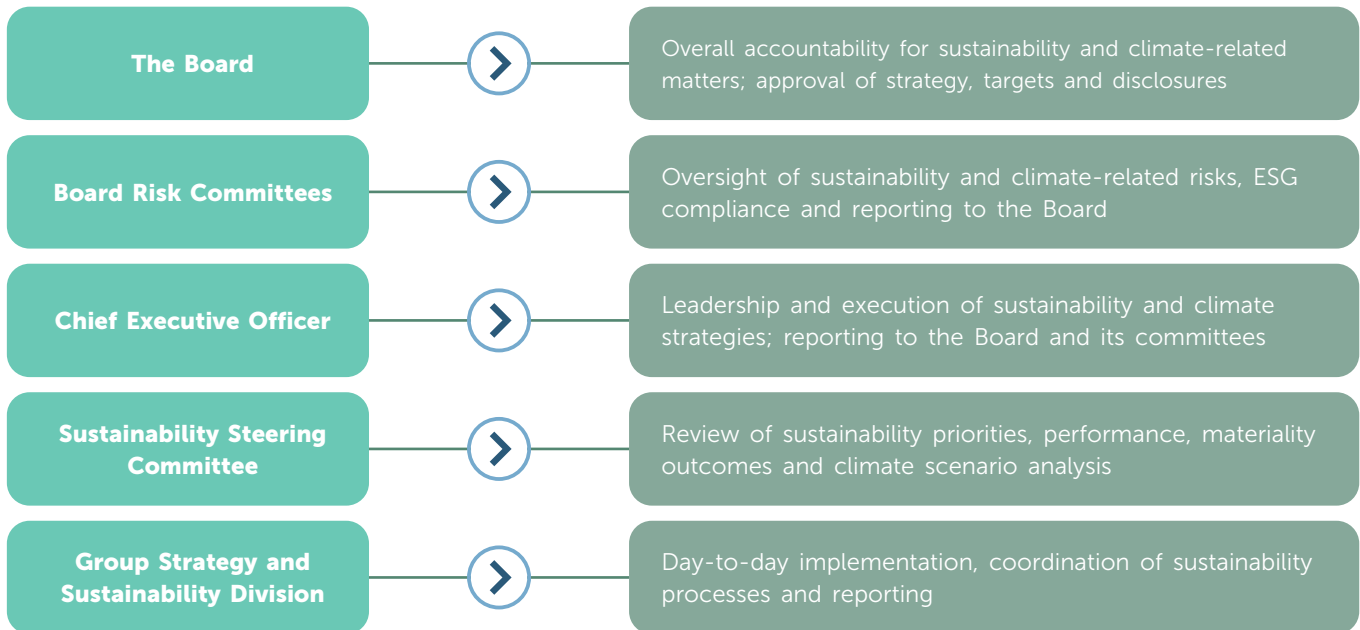 The Board
Overall accountability for sustainability and climate-related
matters; approval of strategy, targets and disclosures
Board Risk Committees
Oversight of sustainability and climate-related risks, ESG
compliance and reporting to the Board
Chief Executive Officer
Leadership and execution of sustainability and climate
strategies; reporting to the Board and its committees
Sustainability Steering
Committee
Review of sustainability priorities, performance, materiality
outcomes and climate scenario analysis
Group Strategy and
Sustainability Division
Day-to-day implementation, coordination of sustainability
processes and reporting